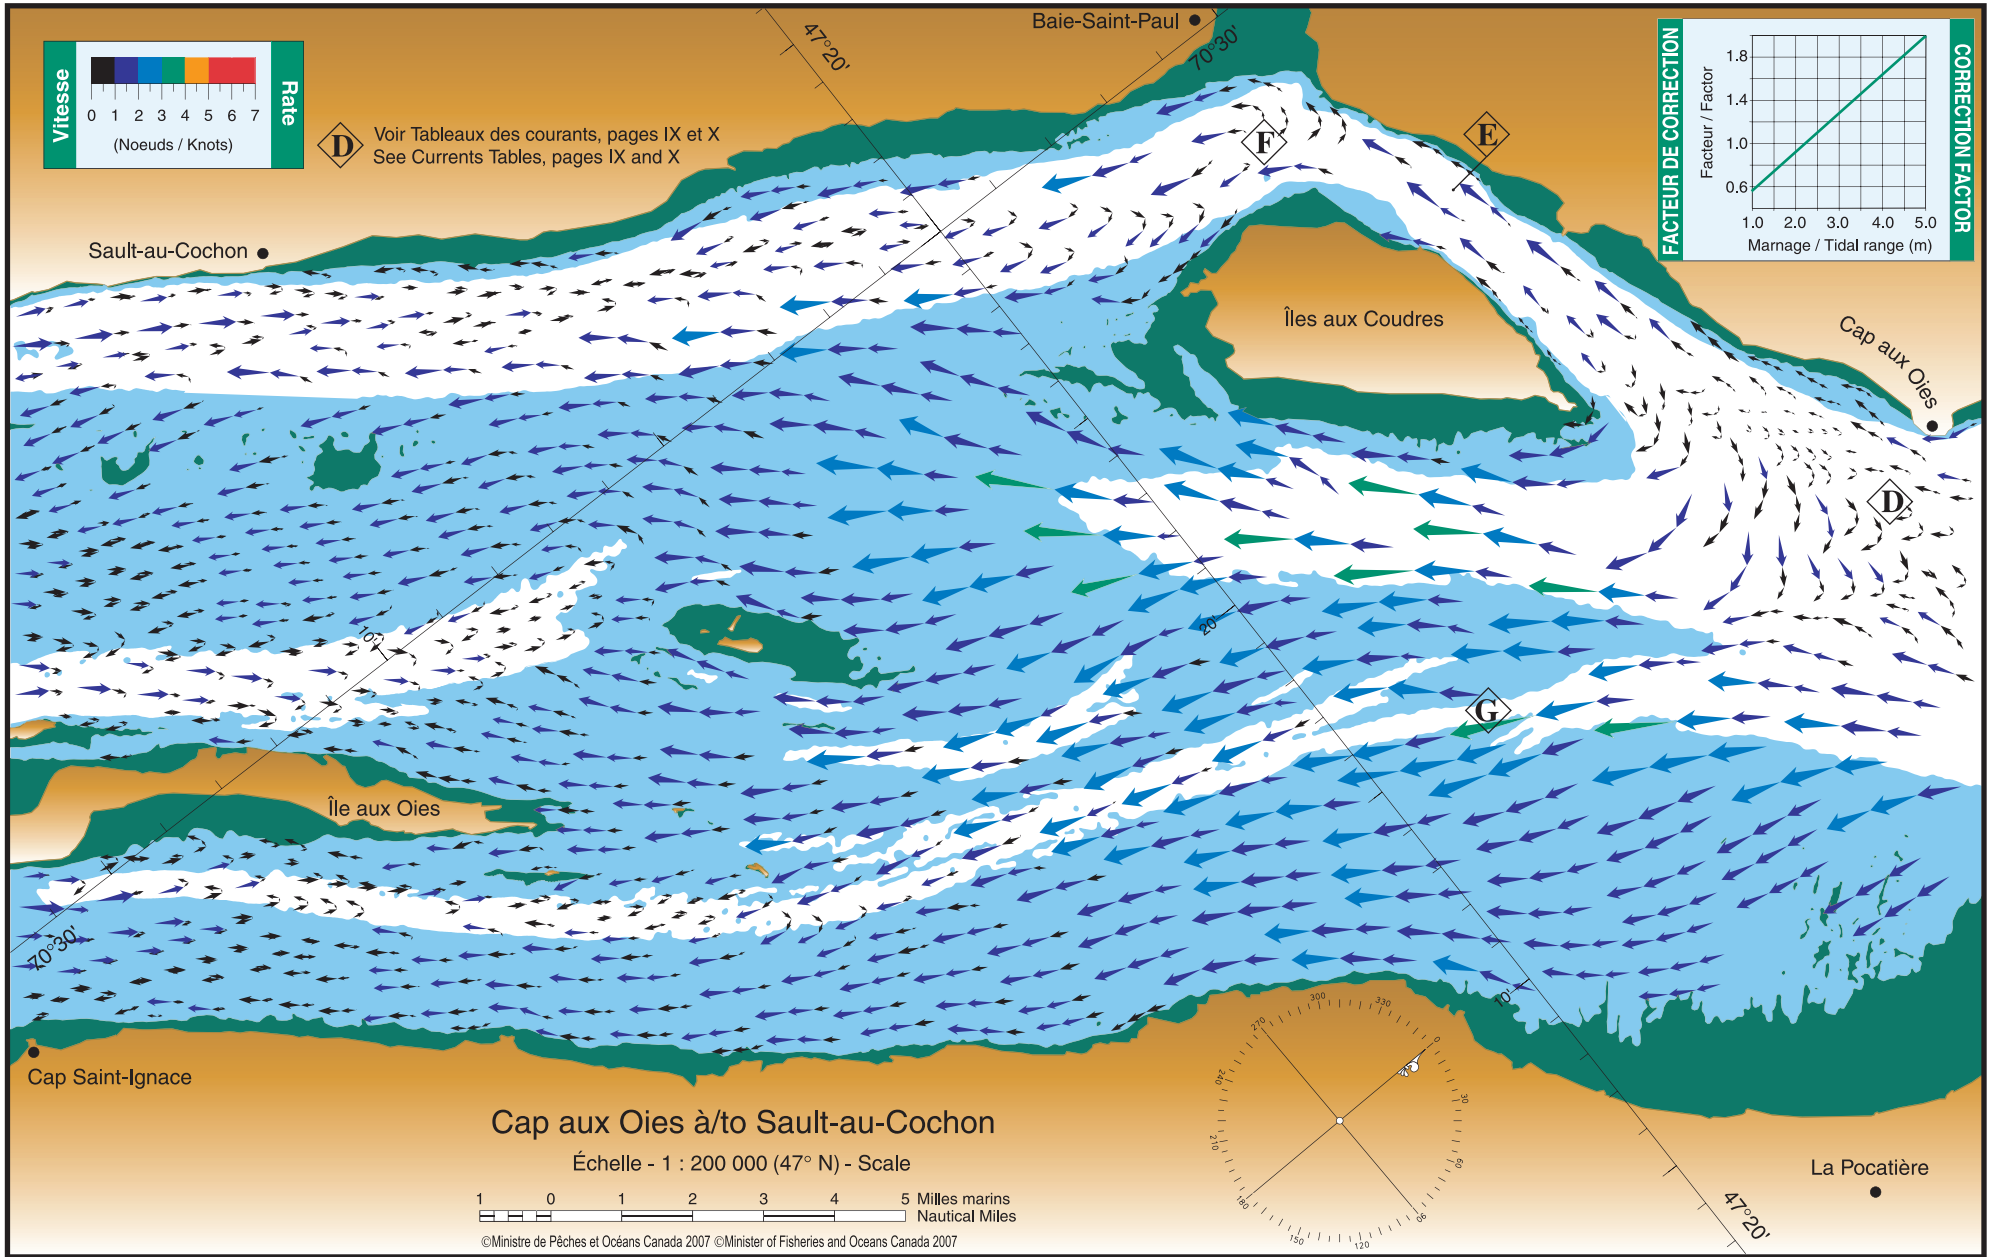 Baie-Saint-Paul
47°20'
70°30'
Vitesse
Rate
0 1 2 3 4 5 6 7
(Noeuds / Knots)
D
Voir Tableaux des courants, pages IX et X
See Currents Tables, pages IX and X
FACTEUR DE CORRECTION
CORRECTION FACTOR
Facteur / Factor
1.8
1.4
1.0
0.6
1.0 2.0 3.0 4.0 5.0
Marnage / Tidal range (m)
F
E
Sault-au-Cochon
Îles aux Coudres
Cap aux Oies
D
10'
20'
G
Île aux Oies
70°30'
10'
Cap Saint-Ignace
300
330
270
0
240
30
210
60
180
90
150
120
Cap aux Oies à/to Sault-au-Cochon
Échelle - 1 : 200 000 (47° N) - Scale
1 0 1 2 3 4 5 Milles marins
Nautical Miles
©Ministre de Pêches et Océans Canada 2007 ©Minister of Fisheries and Oceans Canada 2007
La Pocatière
47°20'